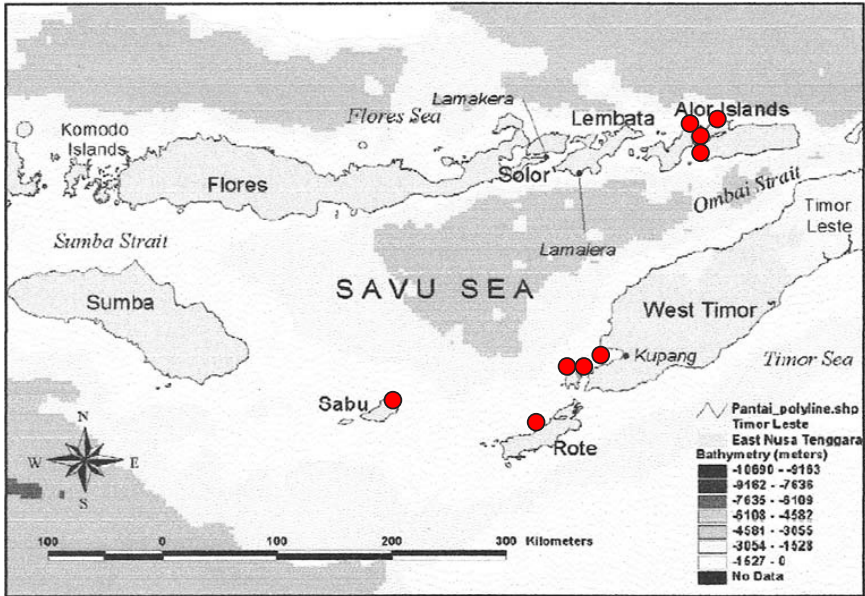 Lamakera
Alor Islands
Flores Sea
Lembata
Komodo
Islands
Solor
Flores
Ombai Strait
Timor
Leste
Sumba Strait
Lamalera
SAVU SEA
Sumba
West Timor
Kupang
Timor Sea
Sabu
Rote
N
W E
S
Pantai_polyline.shp
Timor Leste
East Nusa Tenggara
Bathymetry (meters)
-10690 - -9163
-9162 - -7636
-7635 - -6109
-6108 - -4582
-4581 - -3055
-3054 - -1528
-1527 - 0
No Data
100 0 100 200 300 Kilometers